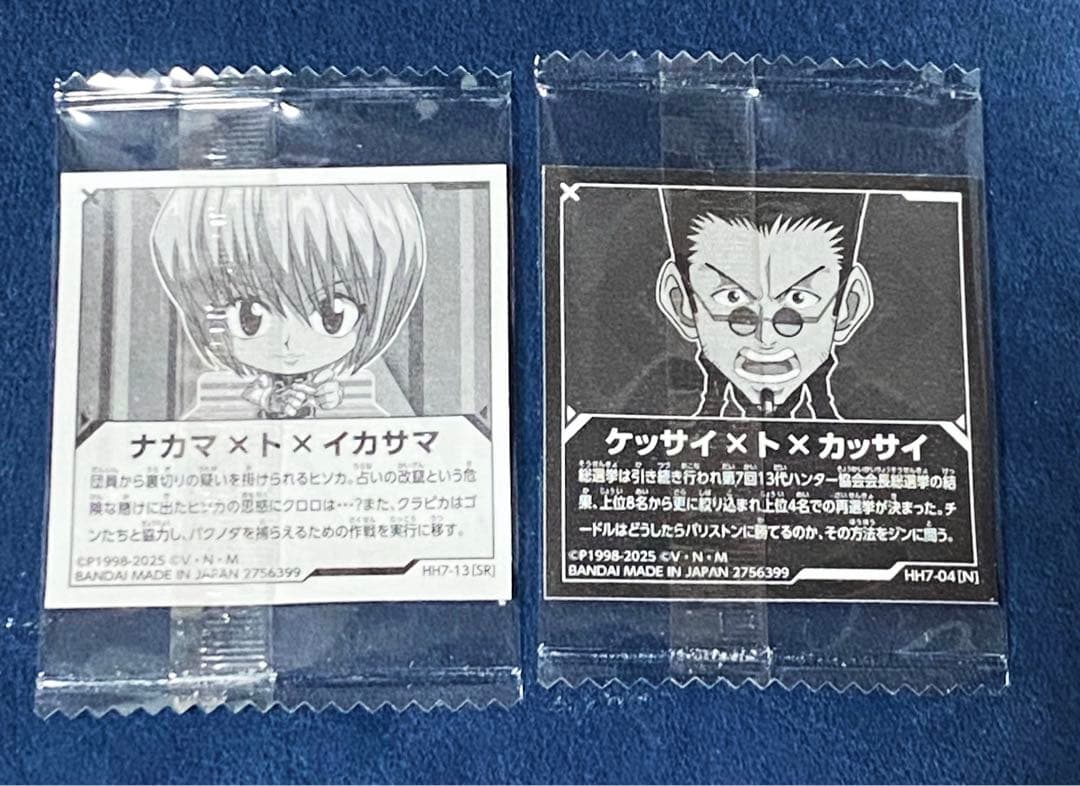 ナカマ×ト×イカサマ
団員から裏切りの疑いを掛けられるヒソカ。占いの改竄という危
険な賭けに出たヒソカの思惑にクロロは…?また、クラピカはゴ
ンたちと協力し、パクノダを捕らえるための作戦を実行に移す。
©P1998-2025 ©V・N・M
BANDAI MADE IN JAPAN 2756399
HH7-13[SR]
ケッサイ×ト×カッサイ
総選挙は引き続き行われ第7回13代ハンター協会会長総選挙の結
果、上位8名から更に絞り込まれ上位4名での再選挙が決まった。チ
ードルはどうしたらパリストンに勝てるのか、その方法をジンに問う。
©P1998-2025 ©V・N・M
BANDAI MADE IN JAPAN 2756399
HH7-04[N]